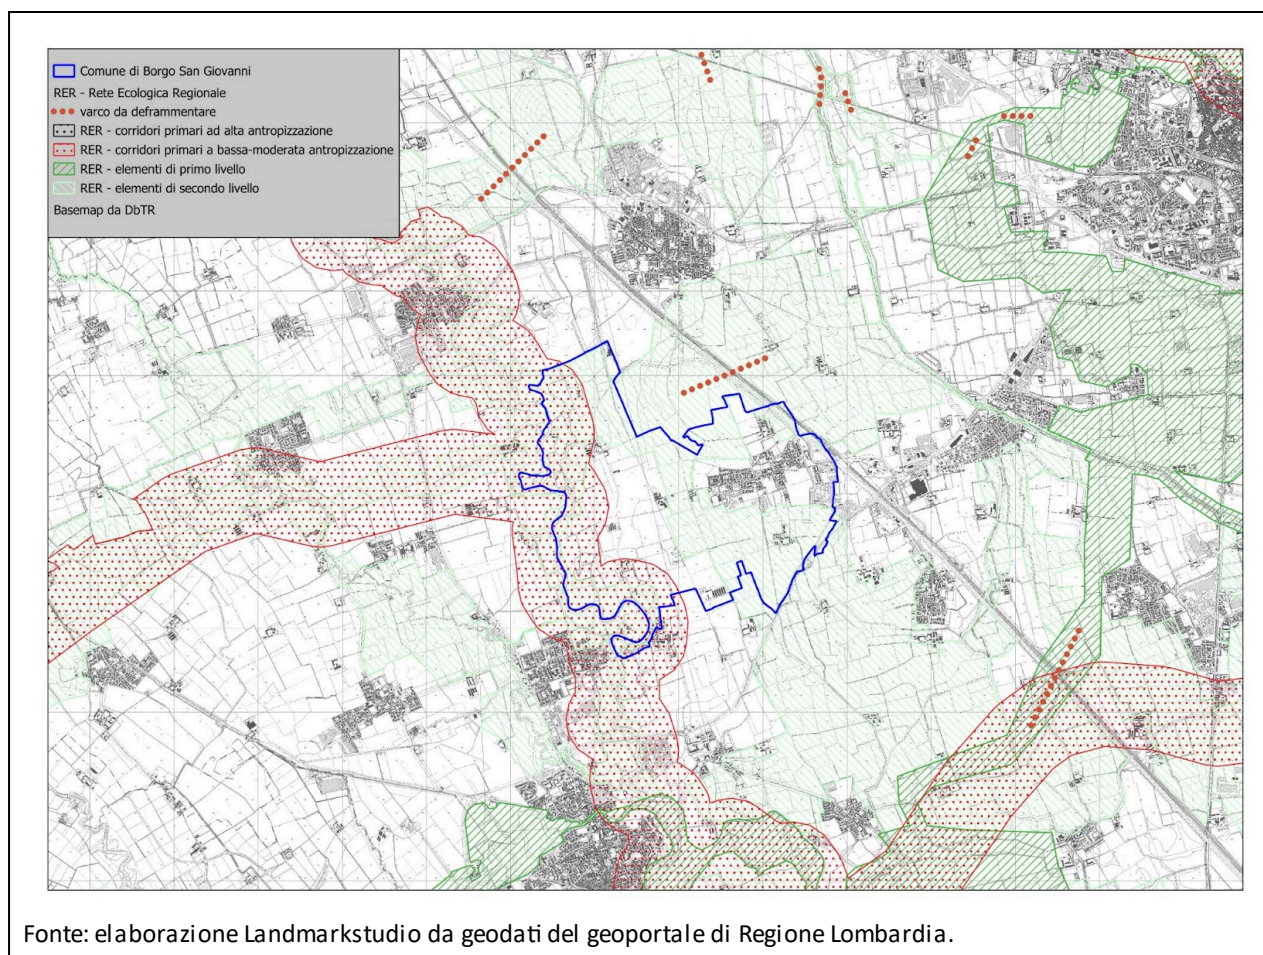 Comune di Borgo San Giovanni
RER - Rete Ecologica Regionale
varco da deframmentare
RER - corridori primari ad alta antropizzazione
RER - corridori primari a bassa-moderata antropizzazione
RER - elementi di primo livello
RER - elementi di secondo livello
Basemap da DbTR
Fonte: elaborazione Landmarkstudio da geodati del geoportale di Regione Lombardia.